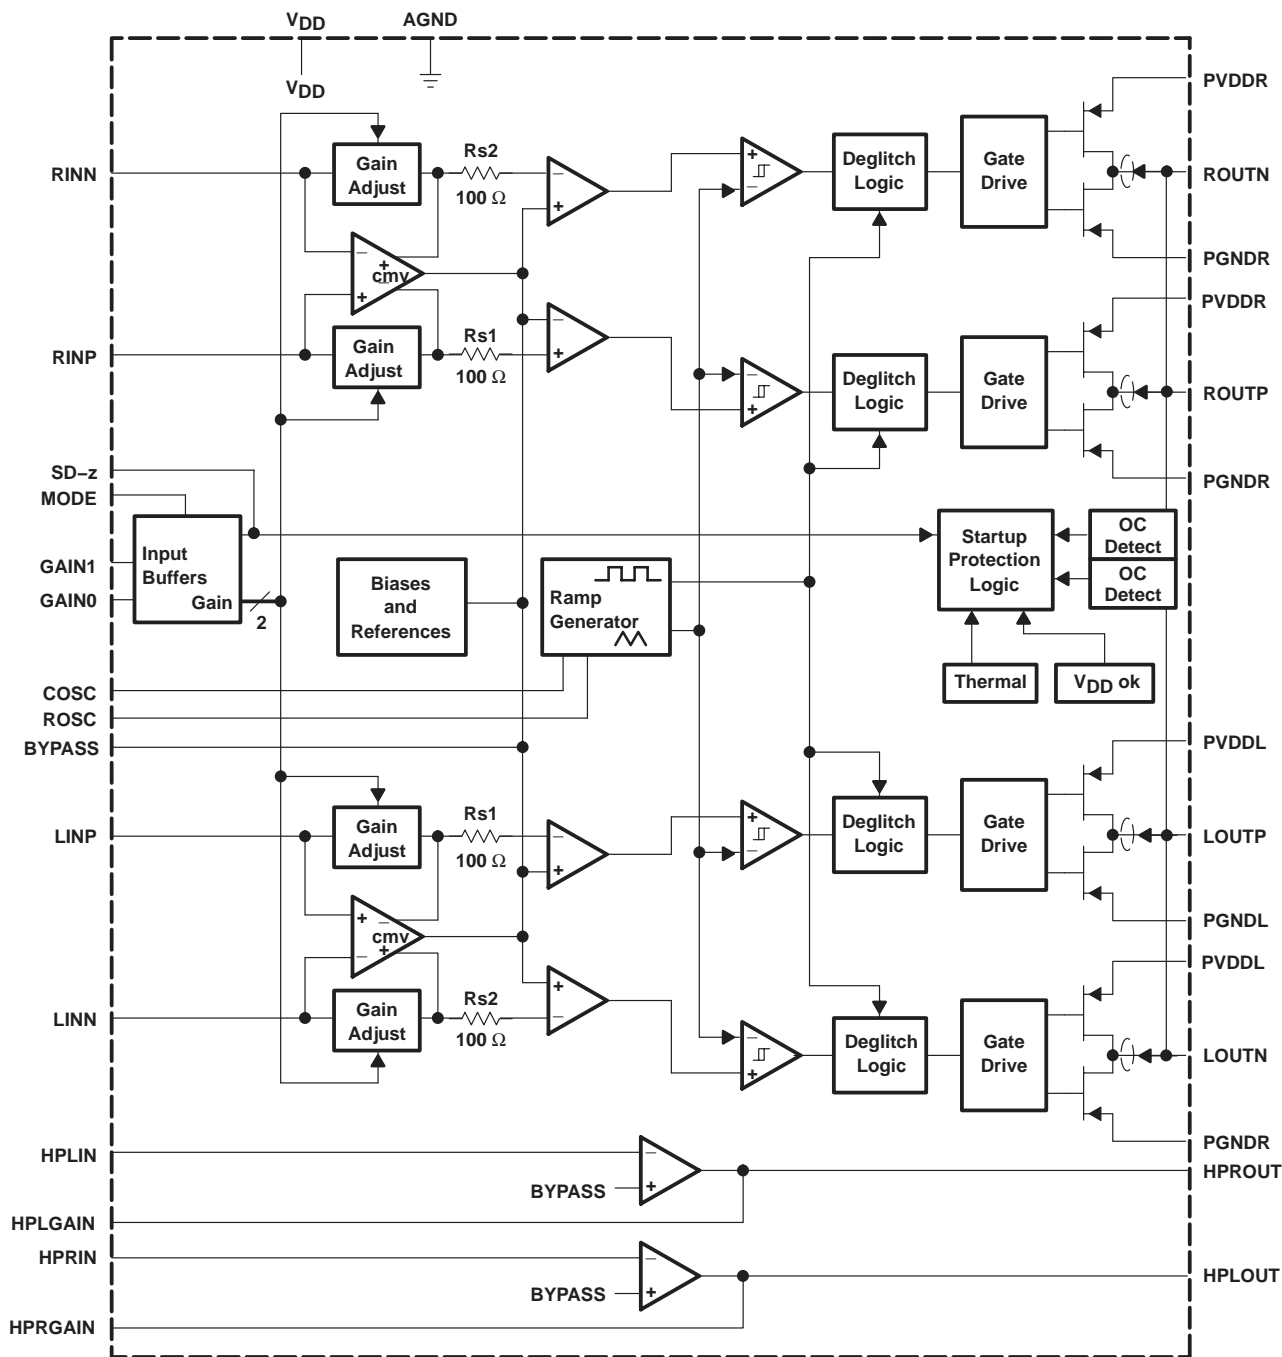 VDD
AGND
VDD
PVDDR
RINN
Gain
Adjust
Rs2
100 Ω
−
+
+
−
Deglitch
Logic
Gate
Drive
ROUTN
PGNDR
−
+
cmv
−
+
PVDDR
RINP
Gain
Adjust
Rs1
100 Ω
−
+
−
+
Deglitch
Logic
Gate
Drive
ROUTP
PGNDR
SD−z
MODE
GAIN1
GAIN0
Input
Buffers
Gain
2
Biases
and
References
Ramp
Generator
Startup
Protection
Logic
OC
Detect
OC
Detect
Thermal
VDD ok
COSC
ROSC
BYPASS
PVDDL
LINP
Gain
Adjust
Rs1
100 Ω
−
+
+
−
Deglitch
Logic
Gate
Drive
LOUTP
PGNDL
+
−
cmv
+
−
PVDDL
LINN
Gain
Adjust
Rs2
100 Ω
+
−
−
+
Deglitch
Logic
Gate
Drive
LOUTN
PGNDR
HPLIN
−
BYPASS
+
HPROUT
HPLGAIN
HPRIN
−
BYPASS
+
HPLOUT
HPRGAIN